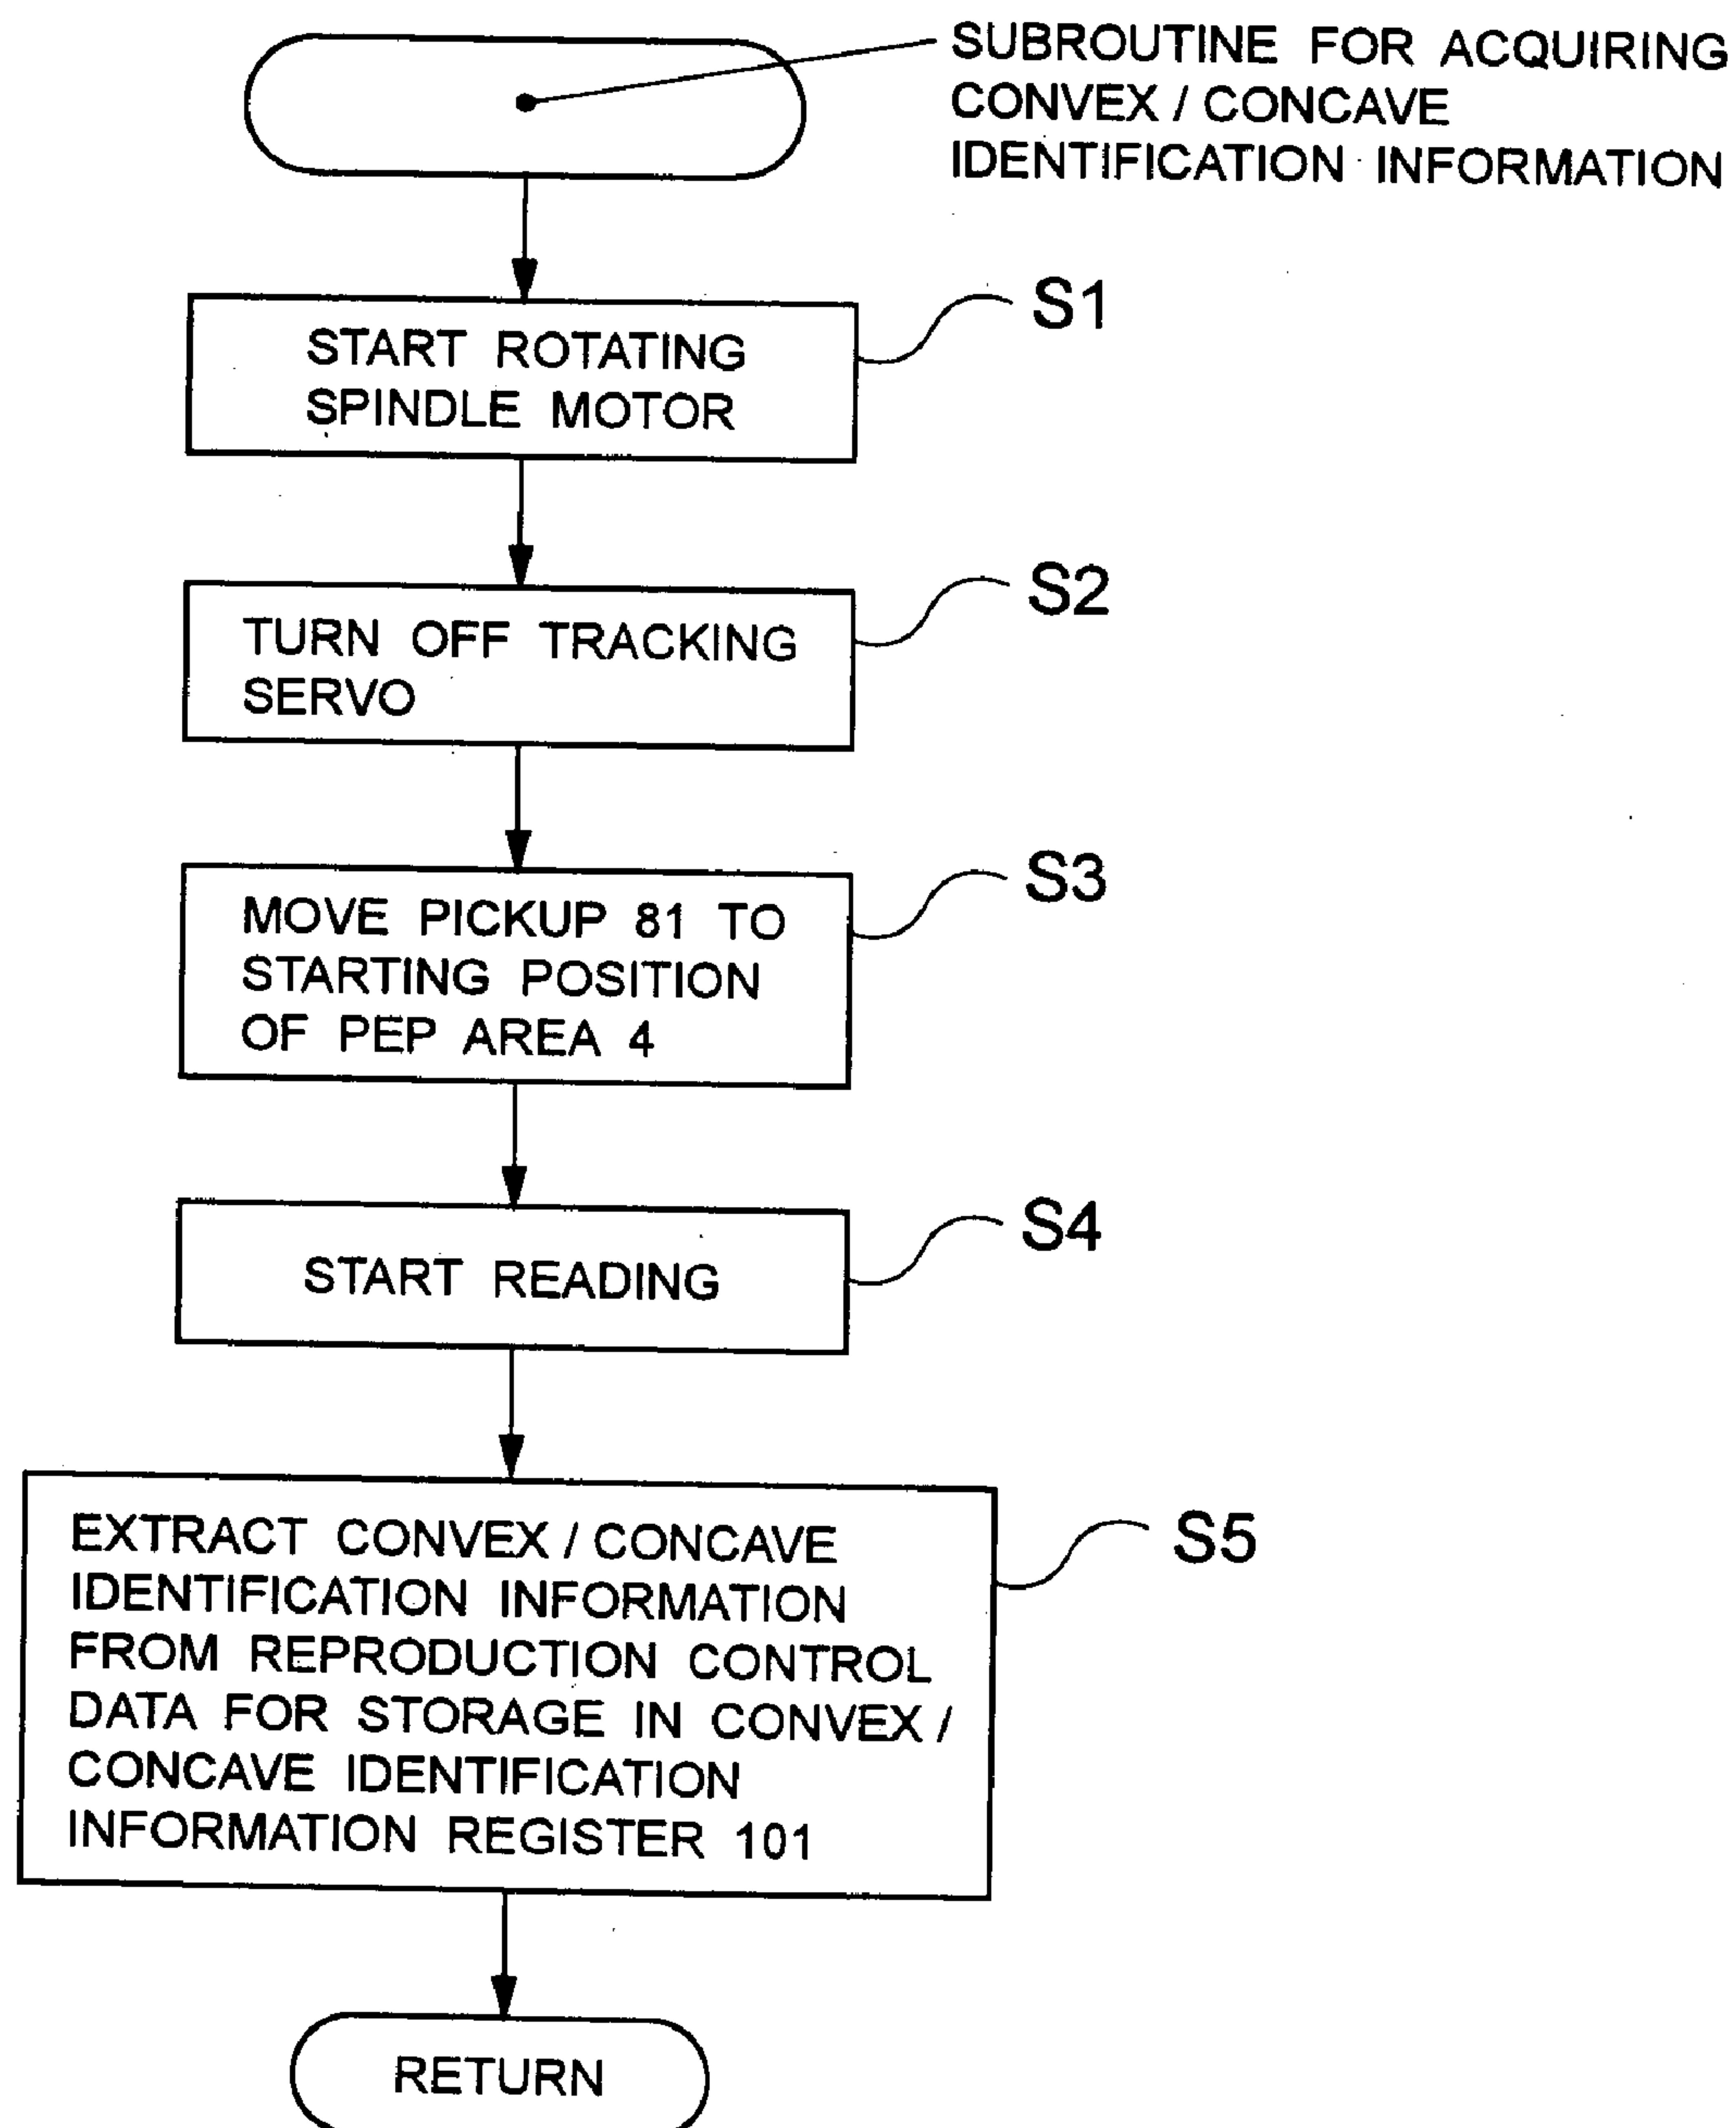 SUBROUTINE FOR ACQUIRING
CONVEX / CONCAVE
IDENTIFICATION INFORMATION
S1
START ROTATING
SPINDLE MOTOR
S2
TURN OFF TRACKING
SERVO
S3
MOVE PICKUP 81 TO
STARTING POSITION
OF PEP AREA 4
S4
START READING
S5
EXTRACT CONVEX / CONCAVE
IDENTIFICATION INFORMATION
FROM REPRODUCTION CONTROL
DATA FOR STORAGE IN CONVEX /
CONCAVE IDENTIFICATION
INFORMATION REGISTER 101
RETURN